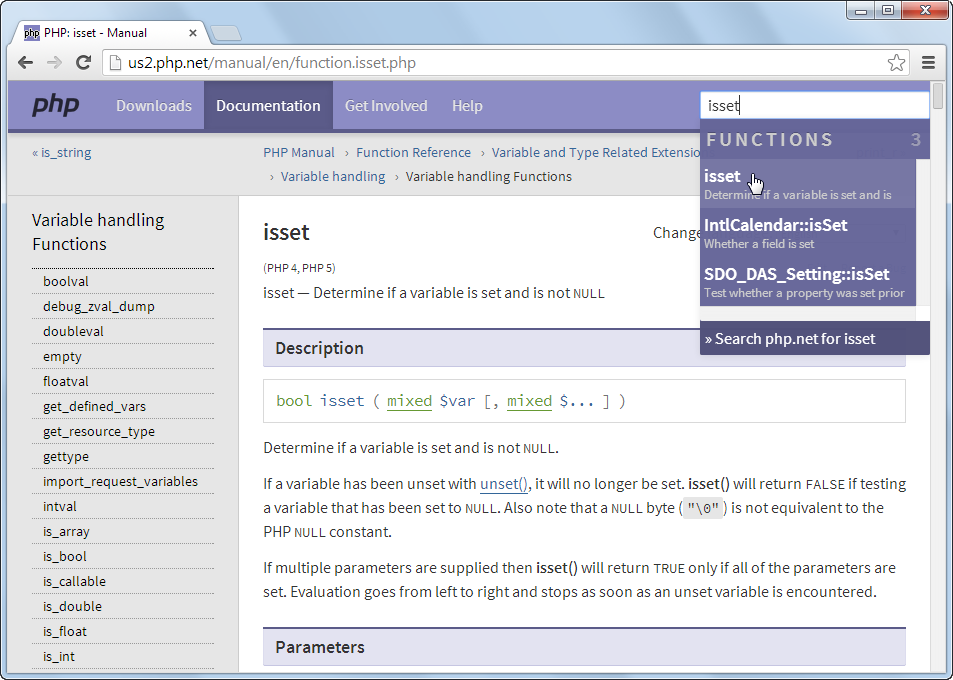 php PHP: isset - Manual
us2.php.net/manual/en/function.isset.php
php Downloads Documentation Get Involved Help isset
FUNCTIONS 3
isset
Determine if a variable is set and is
IntlCalendar::isSet
Whether a field is set
SDO_DAS_Setting::isSet
Test whether a property was set prior
» Search php.net for isset
« is_string
PHP Manual › Function Reference › Variable and Type Related Extensio
› Variable handling › Variable handling Functions
Variable handling
Functions
boolval
debug_zval_dump
doubleval
empty
floatval
get_defined_vars
get_resource_type
gettype
import_request_variables
intval
is_array
is_bool
is_callable
is_double
is_float
is_int
isset
Change
(PHP 4, PHP 5)
isset — Determine if a variable is set and is not NULL
Description
bool isset ( mixed $var [, mixed $... ] )
Determine if a variable is set and is not NULL.
If a variable has been unset with unset(), it will no longer be set. isset() will return FALSE if testing
a variable that has been set to NULL. Also note that a NULL byte ("\0") is not equivalent to the
PHP NULL constant.
If multiple parameters are supplied then isset() will return TRUE only if all of the parameters are
set. Evaluation goes from left to right and stops as soon as an unset variable is encountered.
Parameters